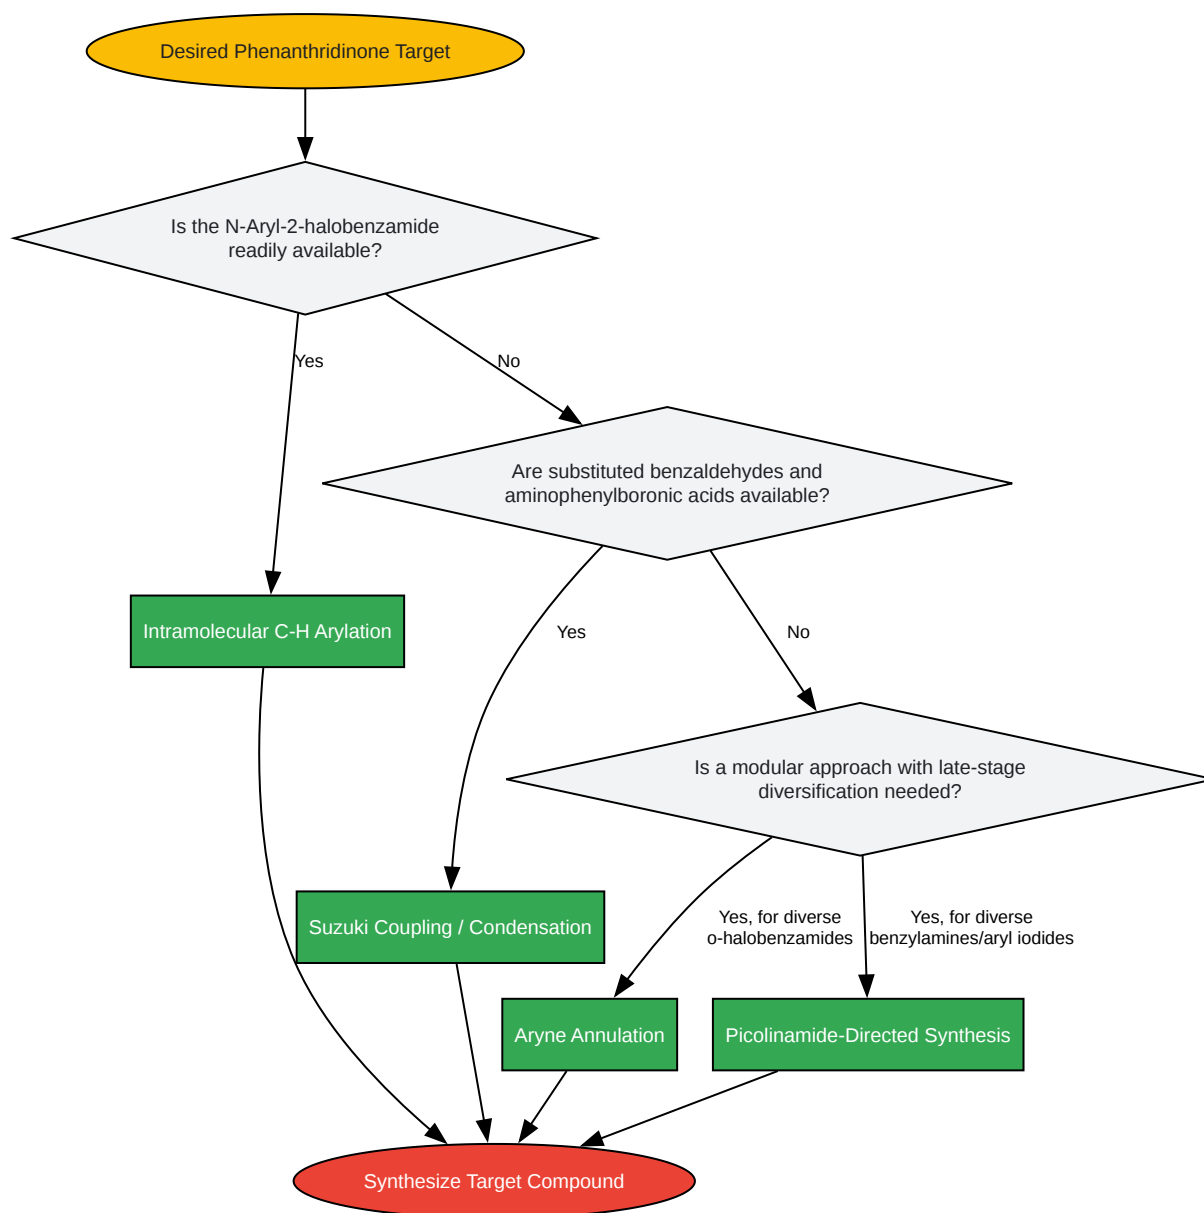 Desired Phenanthridinone Target
Is the N-Aryl-2-halobenzamide
readily available?
Yes
No
Are substituted benzaldehydes and
aminophenylboronic acids available?
Intramolecular C-H Arylation
Yes
No
Is a modular approach with late-stage
diversification needed?
Suzuki Coupling / Condensation
Yes, for diverse
o-halobenzamides
Yes, for diverse
benzylamines/aryl iodides
Aryne Annulation
Picolinamide-Directed Synthesis
Synthesize Target Compound